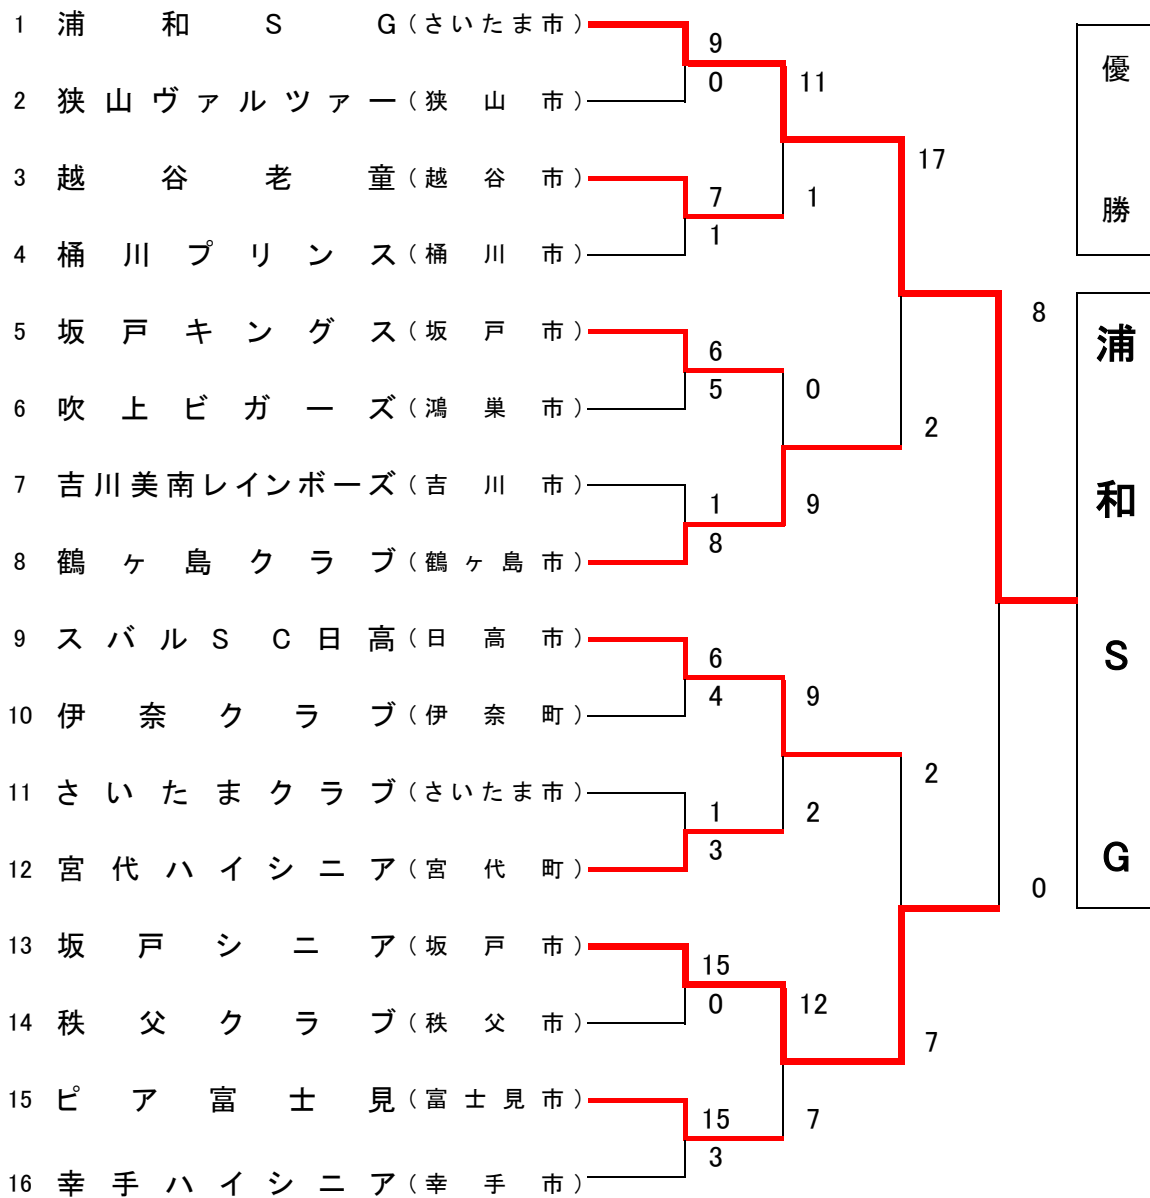 1 浦和SG(さいたま市)
9
0
11
2 狭山ヴァルツァー(狭山市)
3 越谷老童(越谷市)
7
1
1
17
4 桶川プリンス(桶川市)
5 坂戸キングス(坂戸市)
6
5
0
6 吹上ビガーズ(鴻巣市)
2
7 吉川美南レインボーズ(吉川市)
1
8
9
8 鶴ヶ島クラブ(鶴ヶ島市)
8
9 スバルSC日高(日高市)
6
4
9
10 伊奈クラブ(伊奈町)
2
11 さいたまクラブ(さいたま市)
1
3
2
12 宮代ハイシニア(宮代町)
0
13 坂戸シニア(坂戸市)
15
0
12
14 秩父クラブ(秩父市)
7
15 ピア富士見(富士見市)
15
3
7
16 幸手ハイシニア(幸手市)
優勝
浦和SG